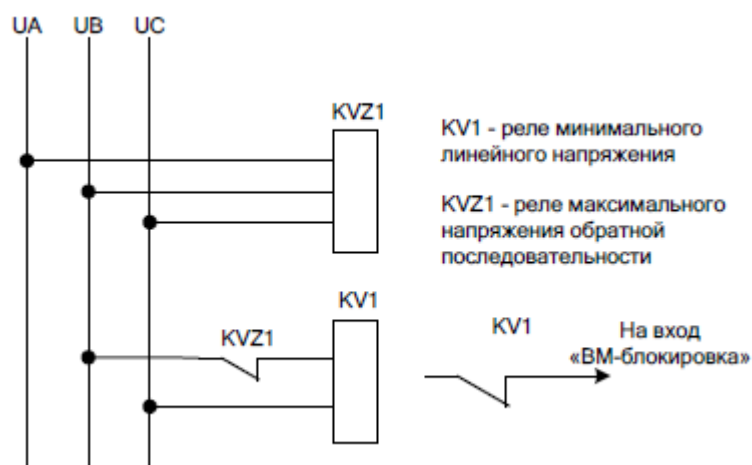 UA UB UC
KVZ1
KV1 - реле минимального
линейного напряжения
KVZ1 - реле максимального
напряжения обратной
последовательности
KV1
KVZ1
KV1
На вход
«ВМ-блокировка»